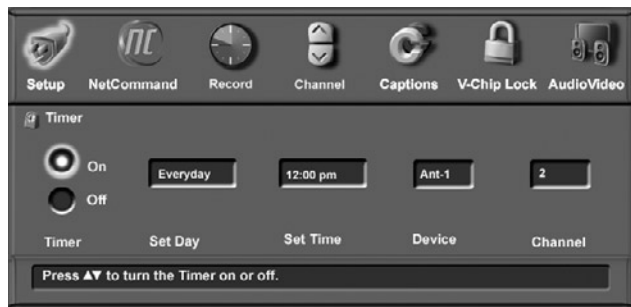 NC
Setup NetCommand Record Channel Captions V-Chip Lock AudioVideo
Timer
On Everyday 12:00 pm Ant-1 2
Off
Timer Set Day Set Time Device Channel
Press ▲▼ to turn the Timer on or off.